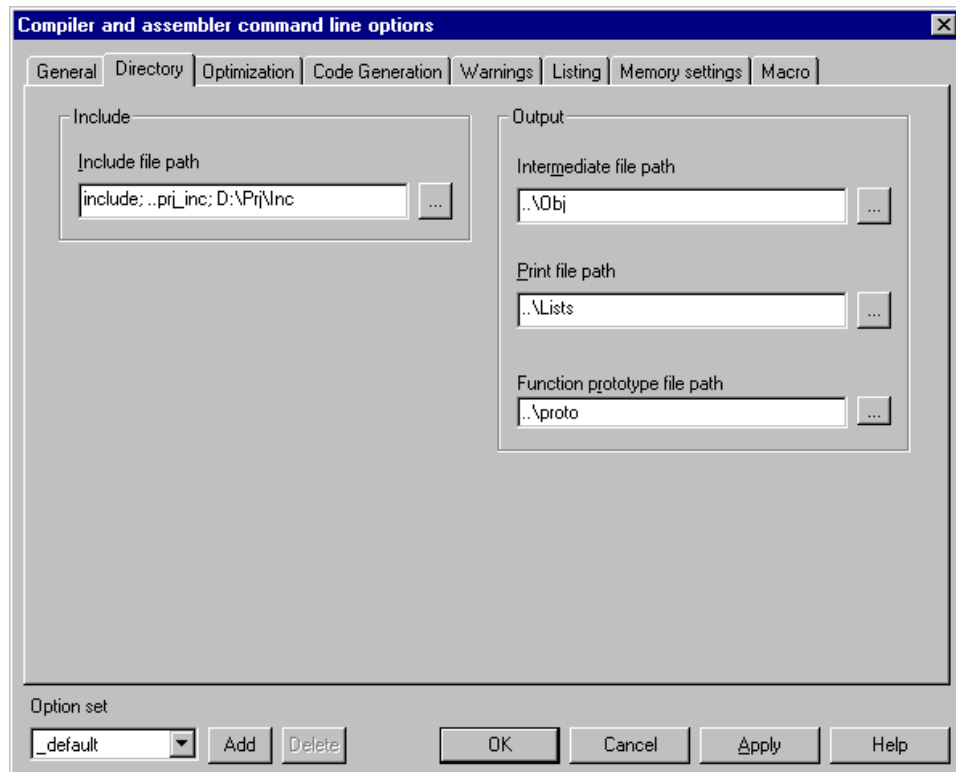 Compiler and assembler command line options
General Directory Optimization Code Generation Warnings Listing Memory settings Macro
Include
Include file path
include; ..prj_inc; D:\Prj\Inc
...
Output
Intermediate file path
..\Obj
...
Print file path
..\Lists
...
Function prototype file path
..\proto
...
Option set
_default Add Delete OK Cancel Apply Help